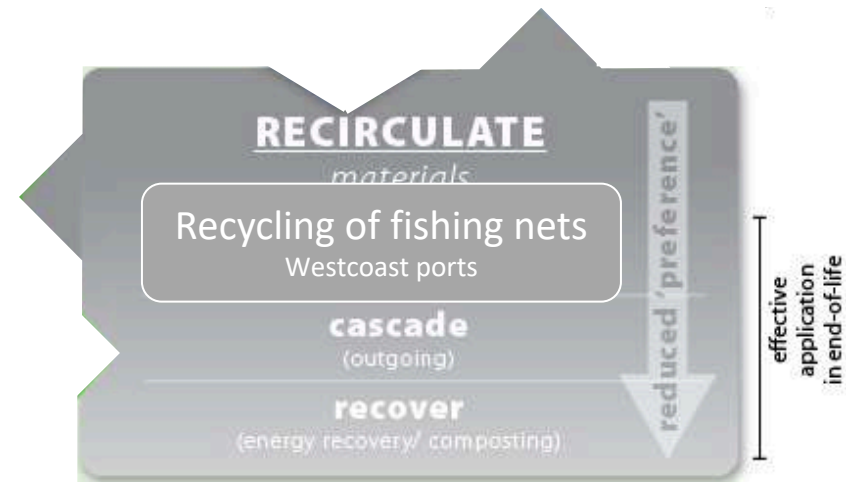 RECIRCULATE
materials
Recycling of fishing nets
Westcoast ports
cascade
(outgoing)
recover
(energy recovery/ composting)
reduced 'preference'
effective
application
in end-of-life